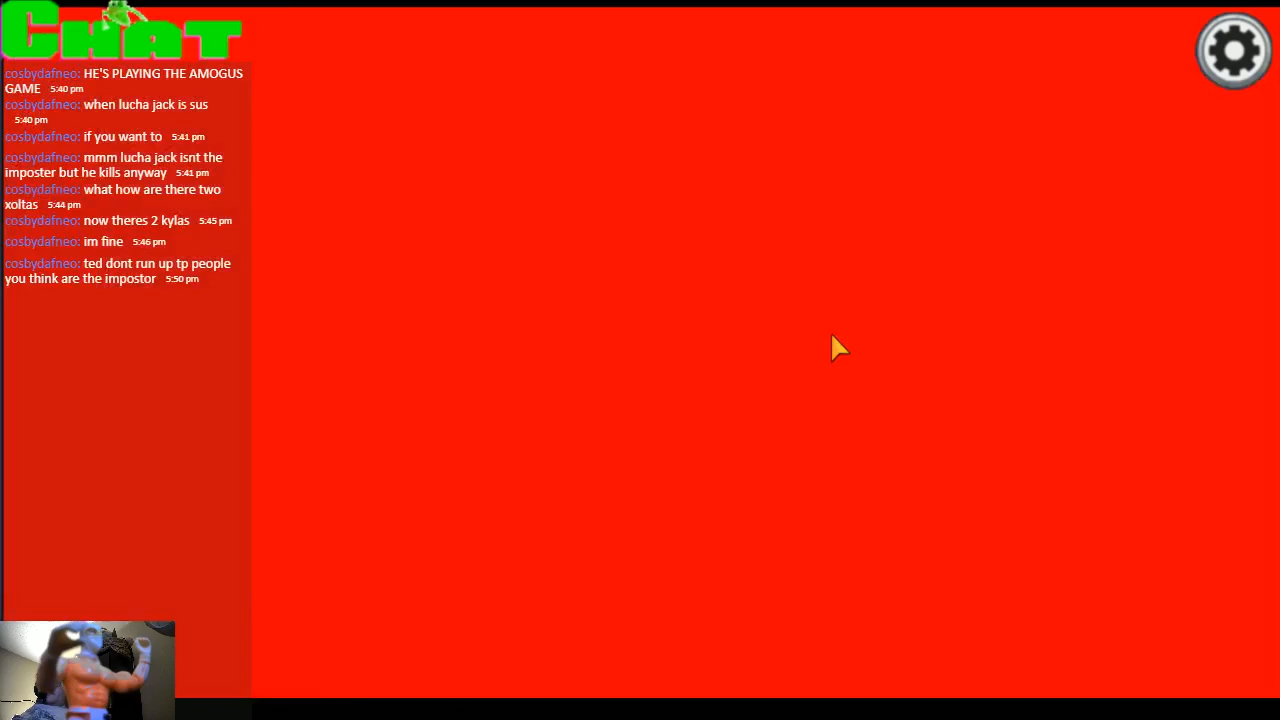 Chat
cosbydafneo: HE'S PLAYING THE AMOGUS
GAME 5:40 pm
cosbydafneo: when lucha jack is sus
5:40 pm
cosbydafneo: if you want to 5:41 pm
cosbydafneo: mmm lucha jack isnt the
imposter but he kills anyway 5:41 pm
cosbydafneo: what how are there two
xoltas 5:44 pm
cosbydafneo: now theres 2 kylas 5:45 pm
cosbydafneo: im fine 5:46 pm
cosbydafneo: ted dont run up tp people
you think are the impostor 5:50 pm